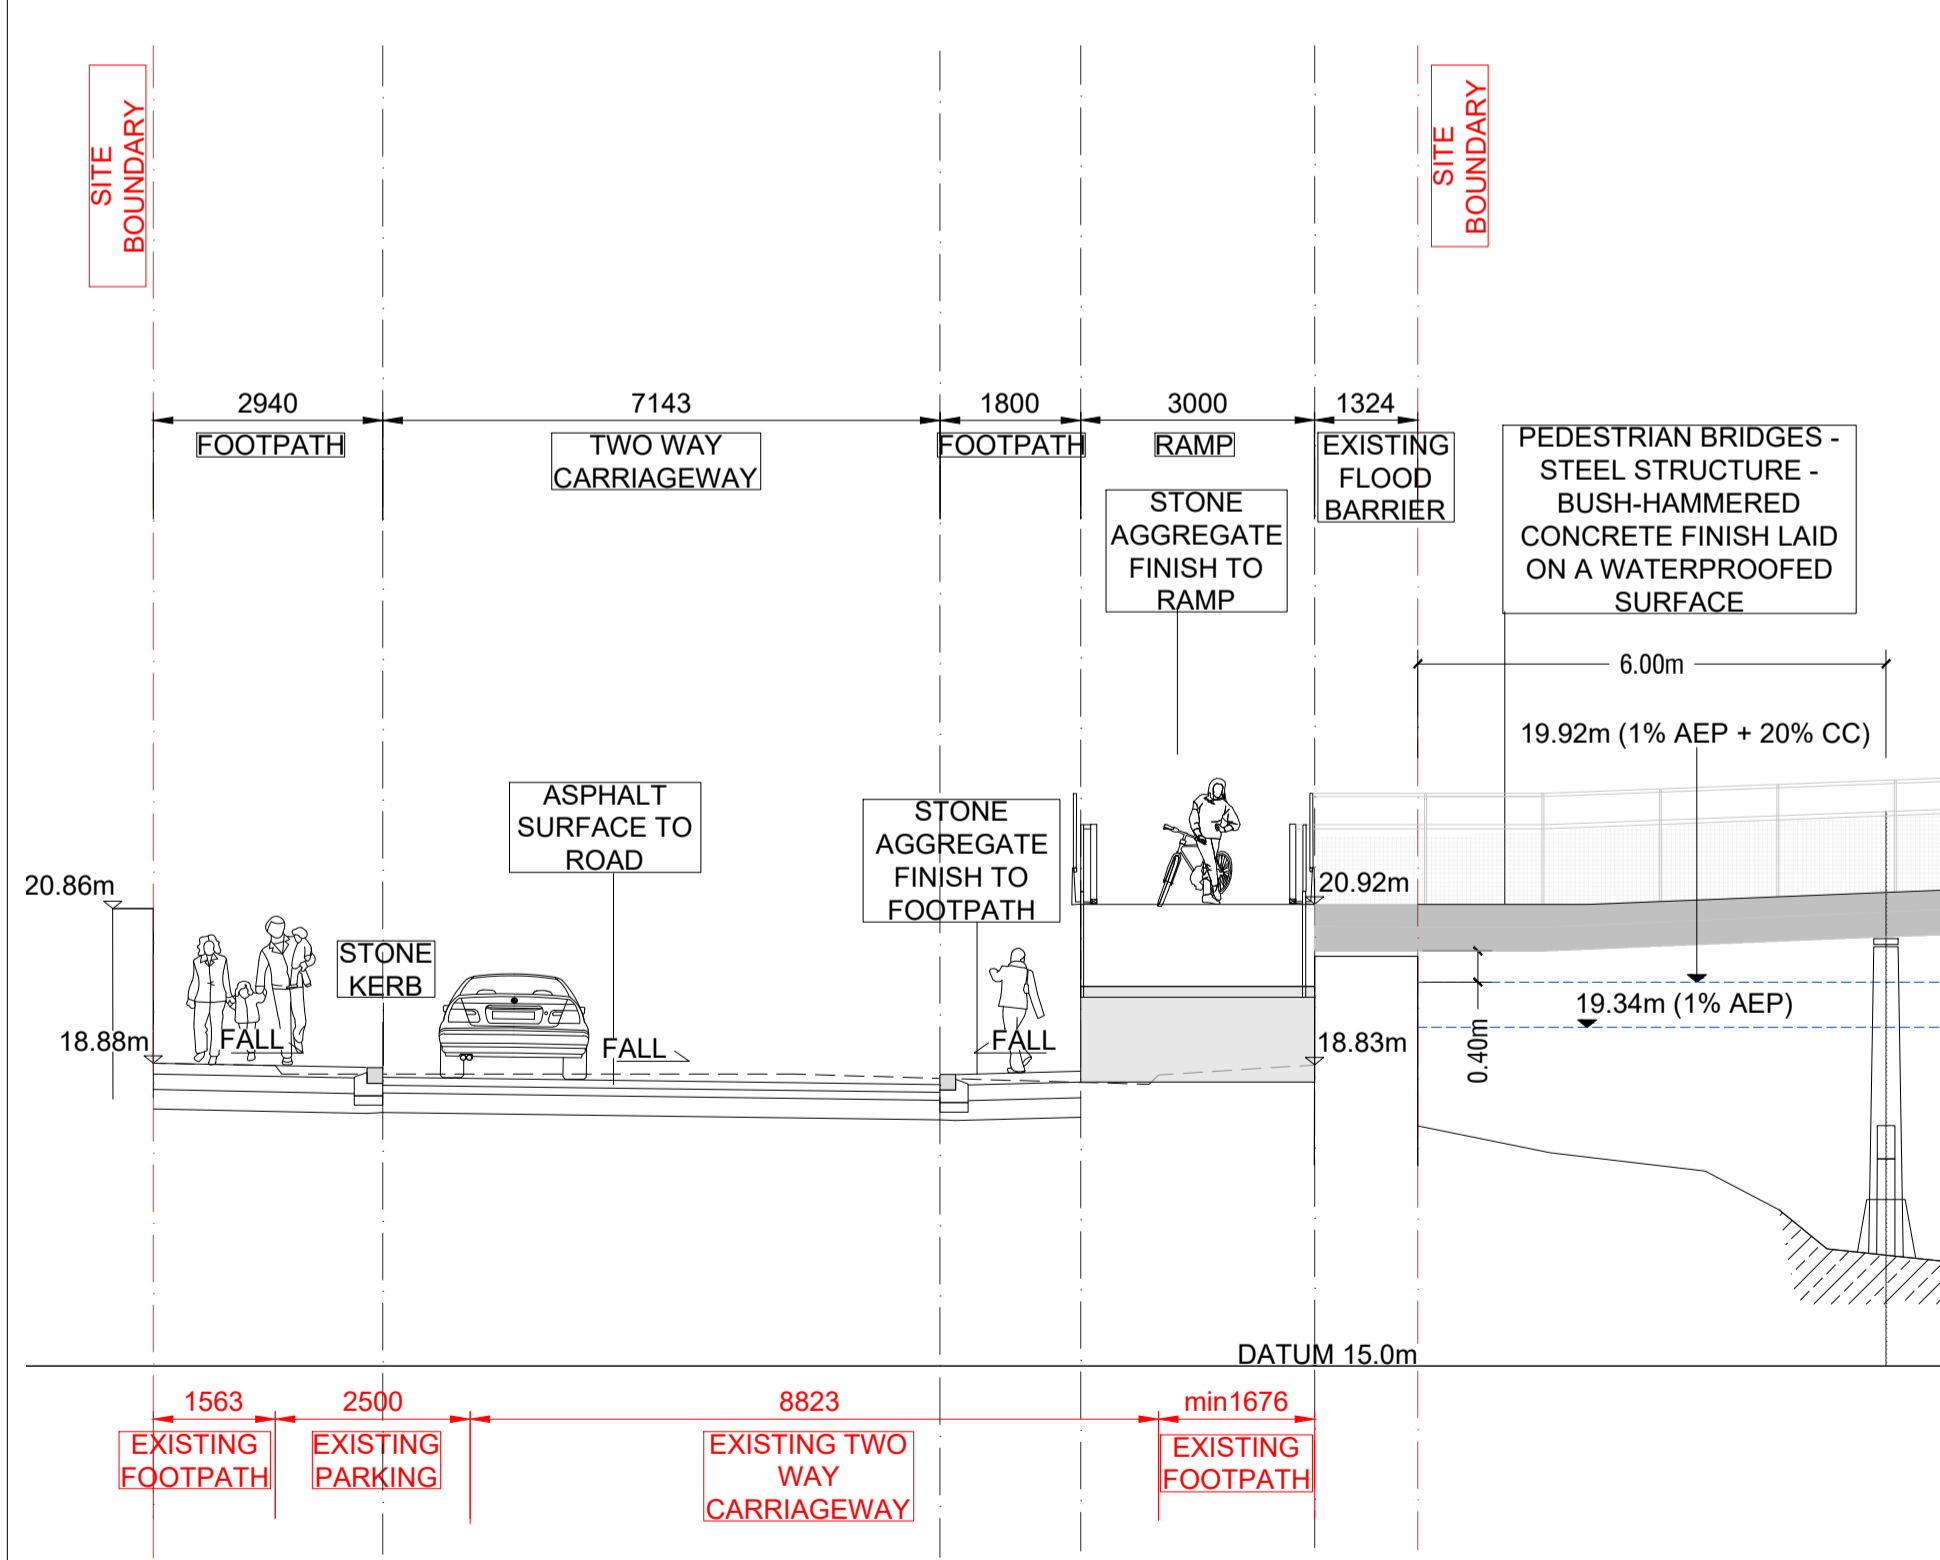 SITE
BOUNDARY
SITE
BOUNDARY
2940
7143
1800
3000
1324
FOOTPATH
TWO WAY
CARRIAGEWAY
FOOTPATH
RAMP
EXISTING
FLOOD
BARRIER
PEDESTRIAN BRIDGES -
STEEL STRUCTURE -
BUSH-HAMMERED
CONCRETE FINISH LAID
ON A WATERPROOFED
SURFACE
STONE
AGGREGATE
FINISH TO
RAMP
6.00m
19.92m (1% AEP + 20% CC)
ASPHALT
SURFACE TO
ROAD
STONE
AGGREGATE
FINISH TO
FOOTPATH
20.86m
20.92m
STONE
KERB
19.34m (1% AEP)
18.88m
FALL
FALL
FALL
18.83m
0.40m
DATUM 15.0m
1563
2500
8823
min1676
EXISTING
FOOTPATH
EXISTING
PARKING
EXISTING TWO
WAY
CARRIAGEWAY
EXISTING
FOOTPATH